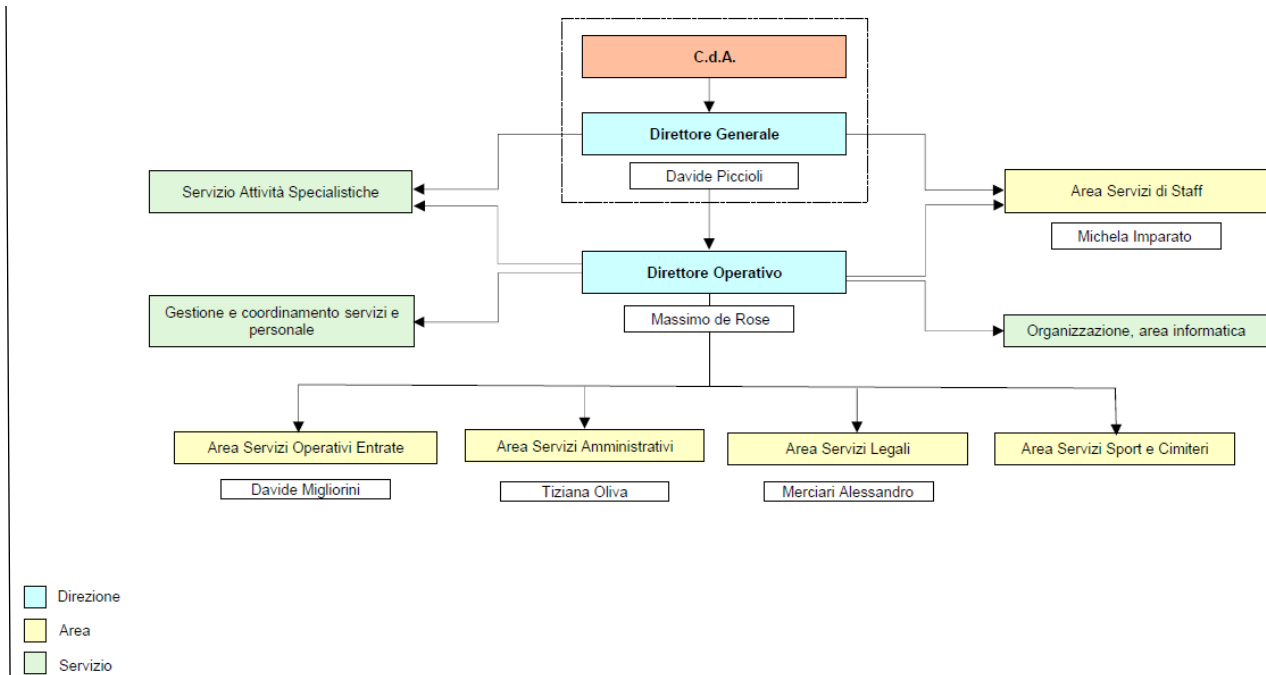 C.d.A.
Direttore Generale
Davide Piccioli
Servizio Attività Specialistiche
Area Servizi di Staff
Michela Imparato
Direttore Operativo
Massimo de Rose
Gestione e coordinamento servizi e
personale
Organizzazione, area informatica
Area Servizi Operativi Entrate
Area Servizi Amministrativi
Area Servizi Legali
Area Servizi Sport e Cimiteri
Davide Migliorini
Tiziana Oliva
Merciari Alessandro
Direzione
Area
Servizio